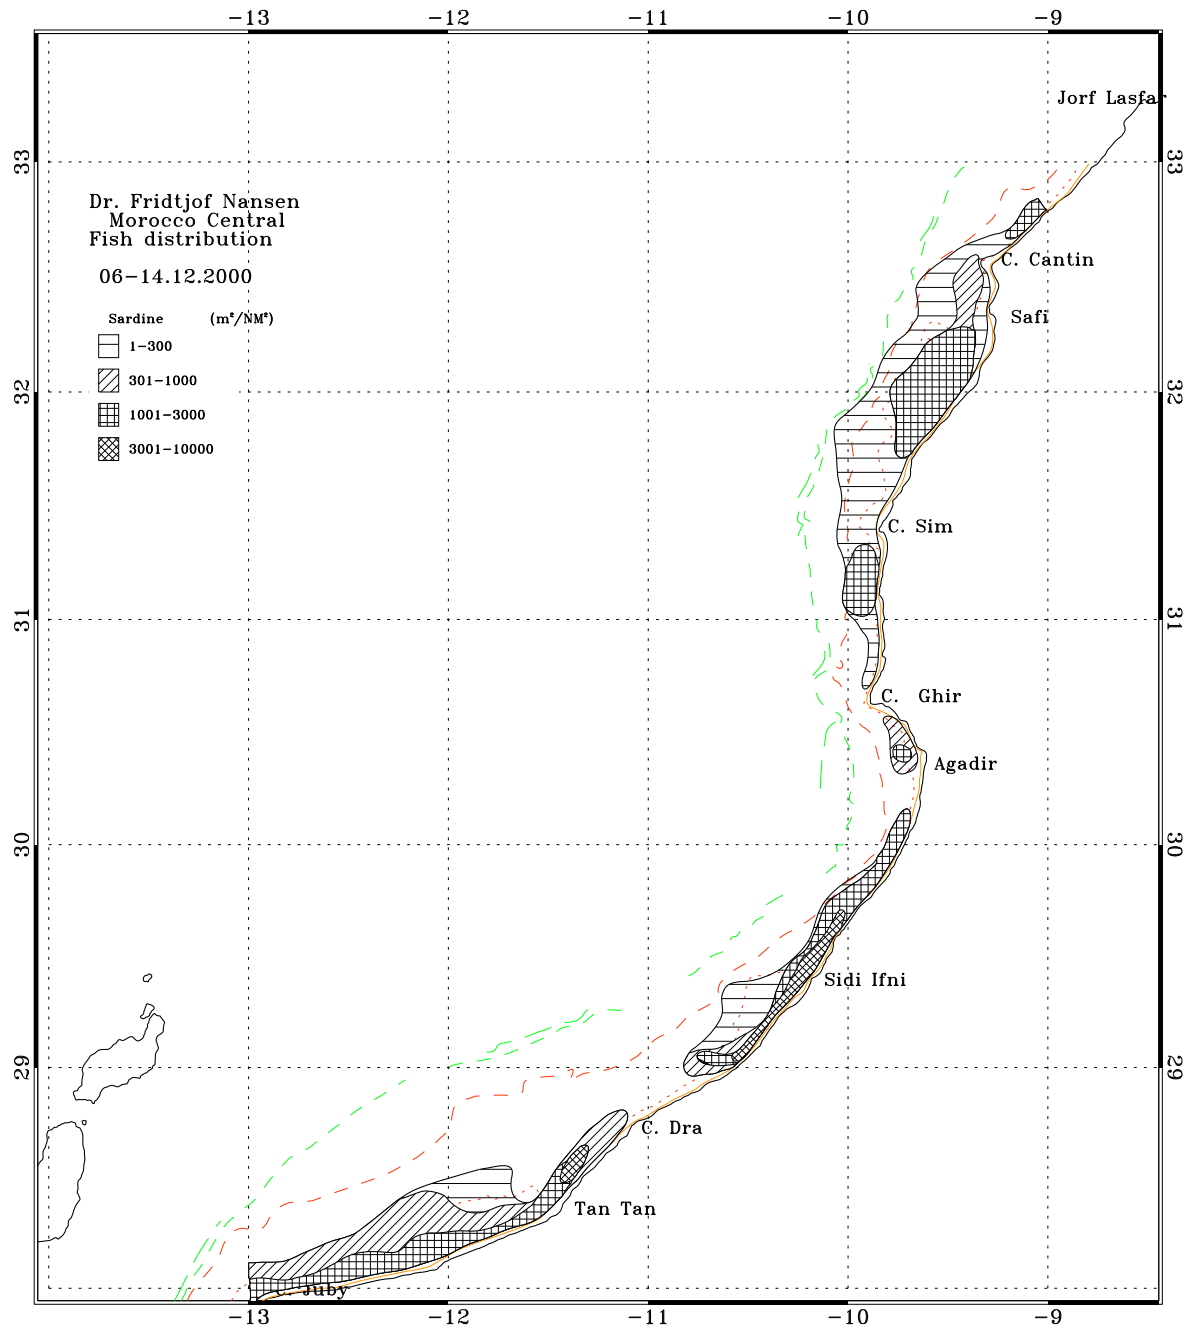 -13 -12 -11 -10 -9
Jorf Lasfar
33 33
Dr. Fridtjof Nansen
Morocco Central
Fish distribution
06-14.12.2000
Sardine (m²/NM²)
1-300
301-1000
1001-3000
3001-10000
C. Cantin
Safi
32 32
C. Sim
31 31
C. Ghir
Agadir
30 30
Sidi Ifni
29 29
C. Dra
Tan Tan
C. Juby
-13 -12 -11 -10 -9